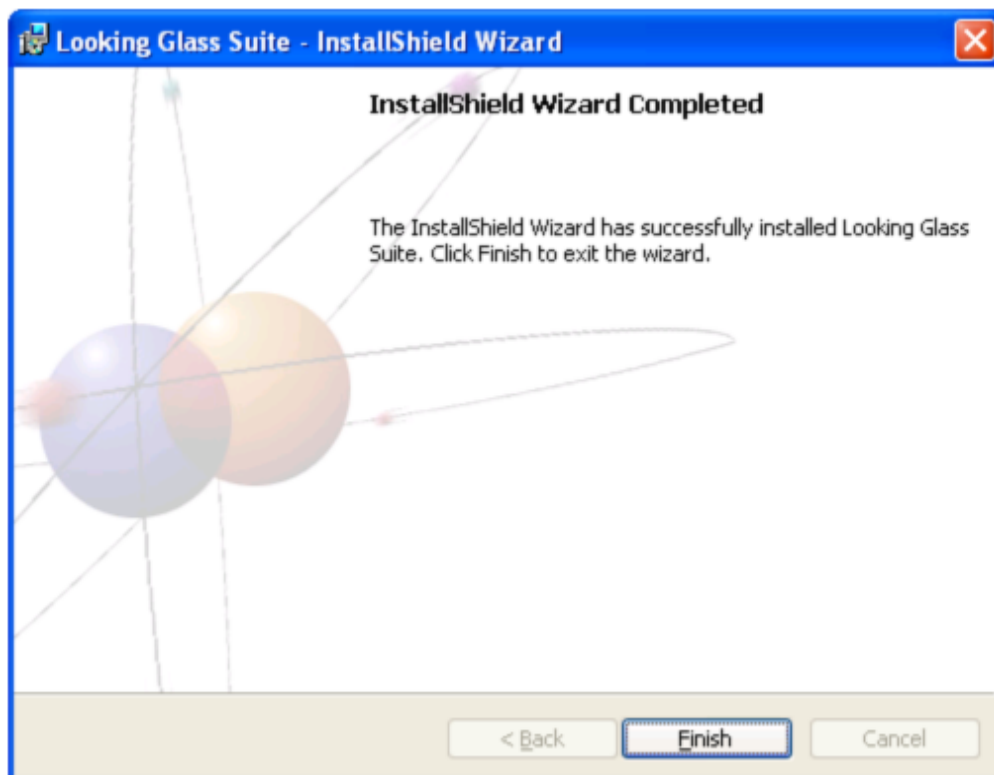 Looking Glass Suite - InstallShield Wizard
InstallShield Wizard Completed
The InstallShield Wizard has successfully installed Looking Glass
Suite. Click Finish to exit the wizard.
< Back Finish Cancel